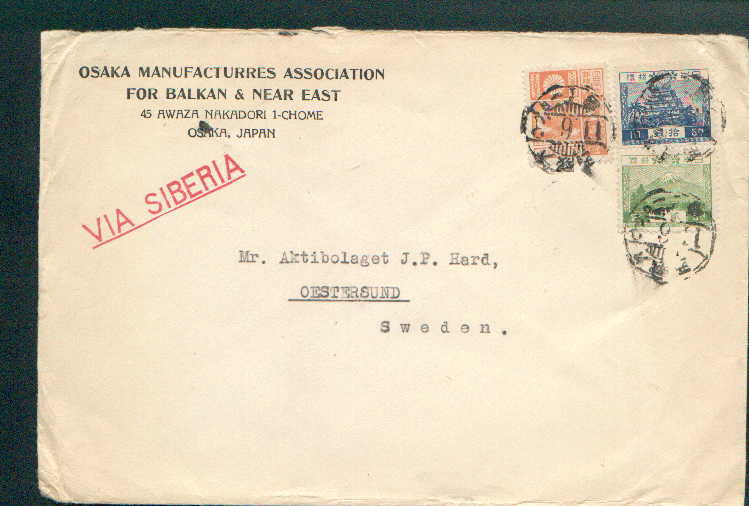 OSAKA MANUFACTURRES ASSOCIATION
FOR BALKAN & NEAR EAST
45 AWAZA NAKADORI 1-CHOME
OSAKA, JAPAN
VIA SIBERIA
Mr. Aktibolaget J.P. Hard,
OESTERSUND
Sweden.